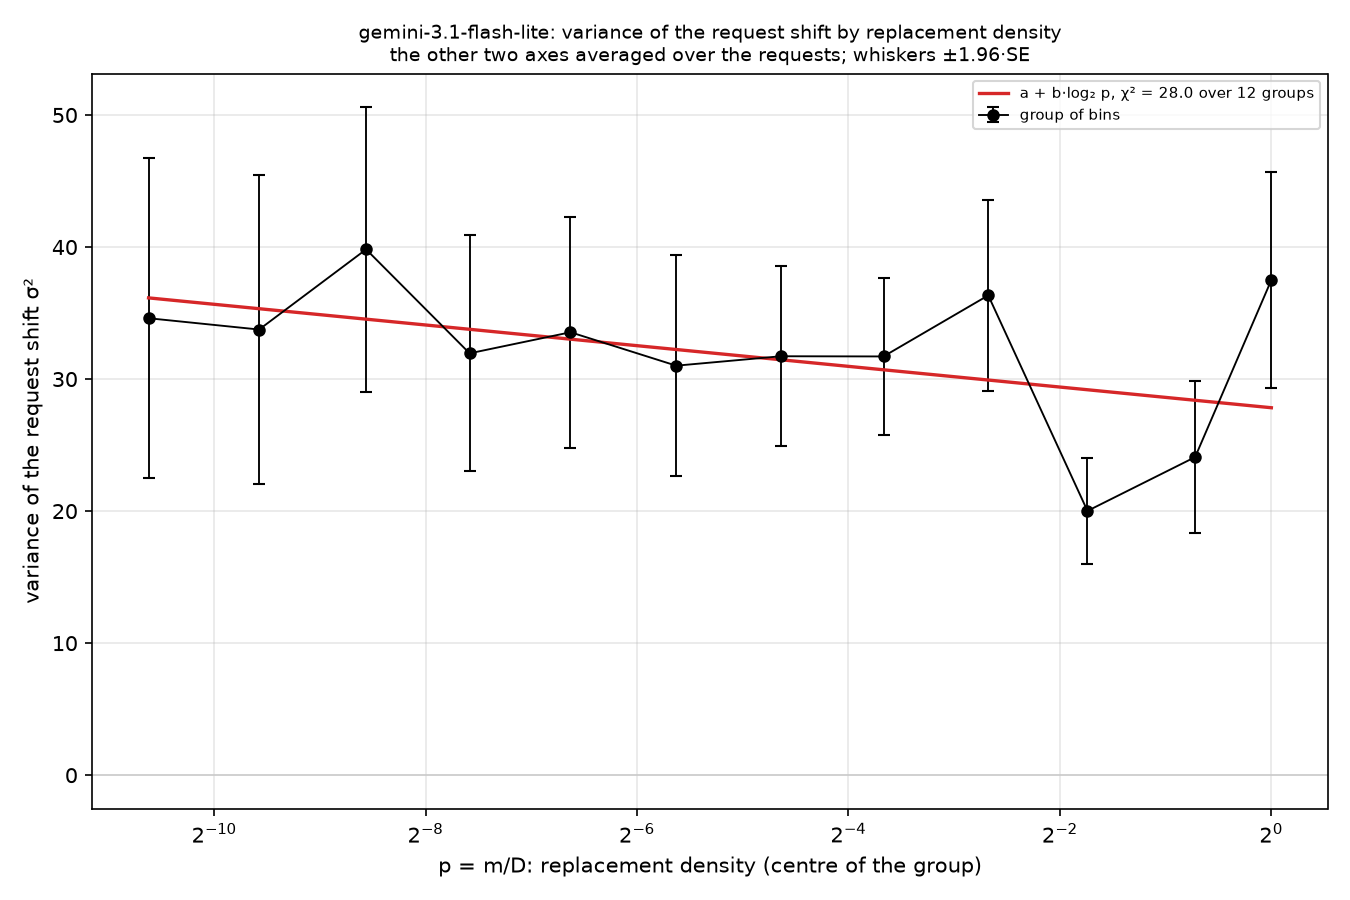 gemini-3.1-flash-lite: variance of the request shift by replacement density
the other two axes averaged over the requests; whiskers ±1.96·SE
a + b·log₂ p, χ² = 28.0 over 12 groups
group of bins
variance of the request shift σ²
50
40
30
20
10
0
2⁻¹⁰
2⁻⁸
2⁻⁶
2⁻⁴
2⁻²
2⁰
p = m/D: replacement density (centre of the group)